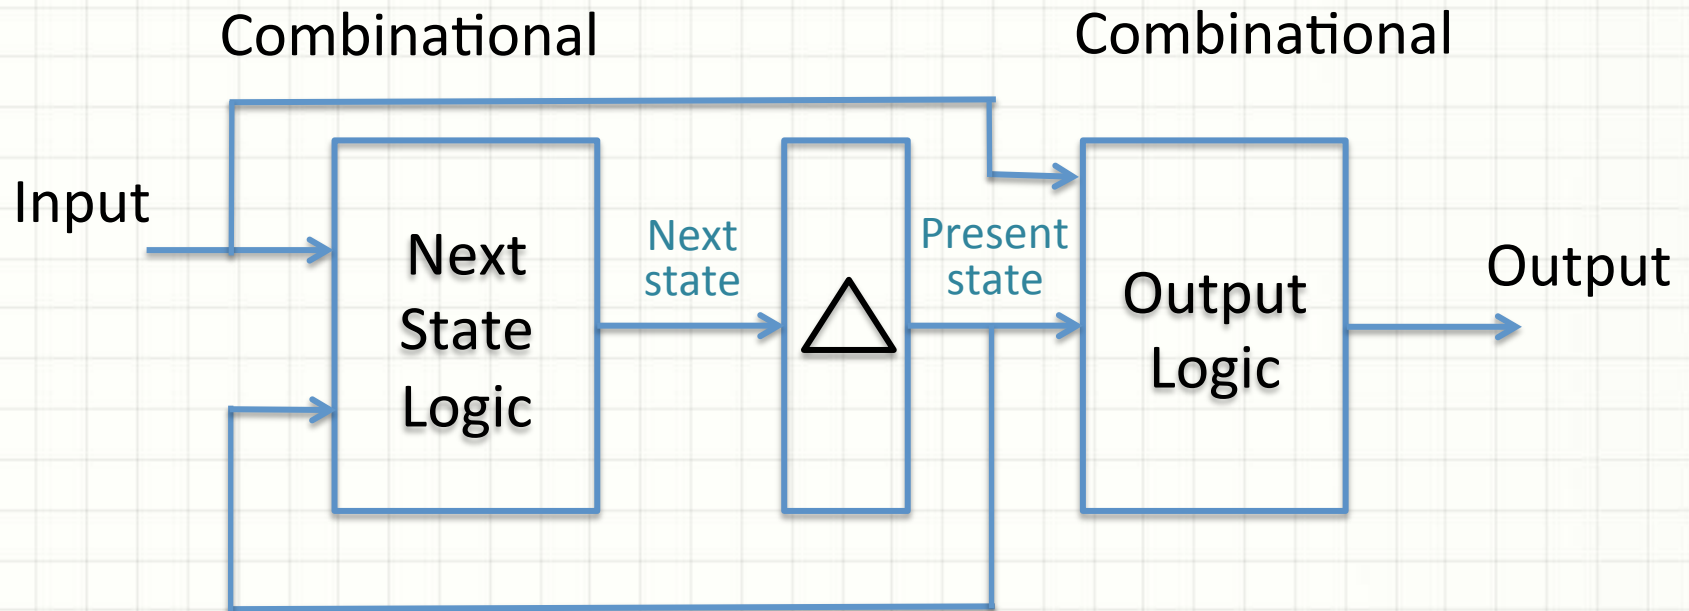 Combinational
Combinational
Input
Next
State
Logic
Next
state
Present
state
Output
Logic
Output